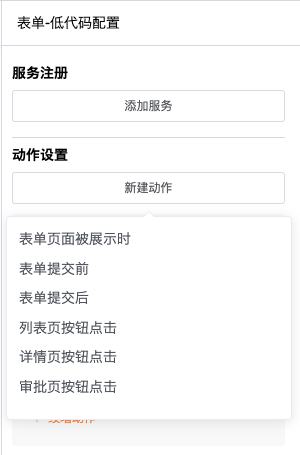 表单-低代码配置
服务注册
添加服务
动作设置
新建动作
表单页面被展示时
表单提交前
表单提交后
列表页按钮点击
详情页按钮点击
审批页按钮点击